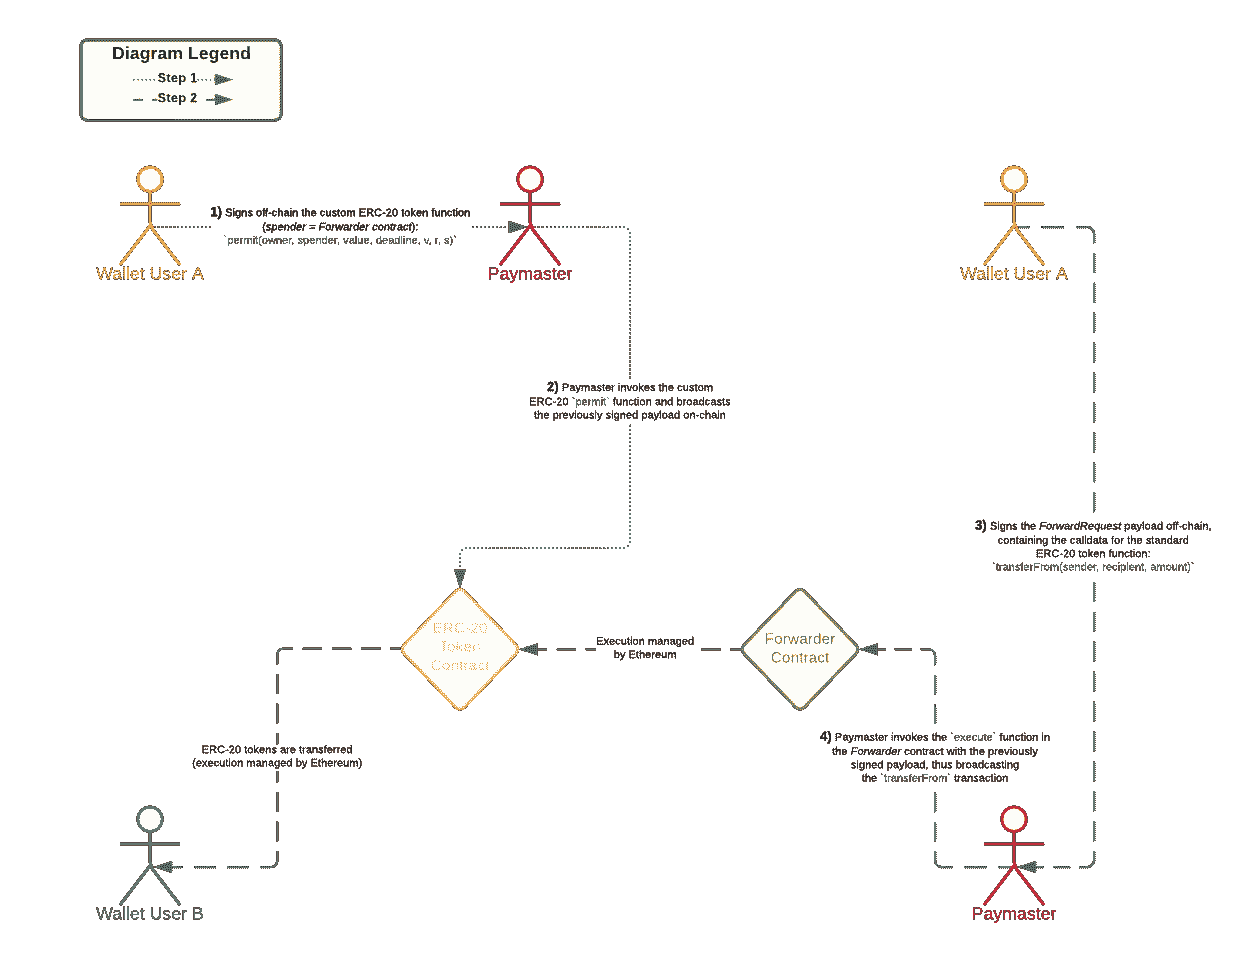 Diagram Legend
Step 1
Step 2
1) Signs off-chain the custom ERC-20 token function
(spender = Forwarder contract):
`permit(owner, spender, value, deadline, v, r, s)`
Wallet User A
Paymaster
Wallet User A
2) Paymaster invokes the custom
ERC-20 `permit` function and broadcasts
the previously signed payload on-chain
3) Signs the ForwardRequest payload off-chain,
containing the calldata for the standard
ERC-20 token function:
`transferFrom(sender, recipient, amount)`
ERC-20
Token
Contract
Execution managed
by Ethereum
Forwarder
Contract
ERC-20 tokens are transferred
(execution managed by Ethereum)
4) Paymaster invokes the `execute` function in
the Forwarder contract with the previously
signed payload, thus broadcasting
the `transferFrom` transaction
Wallet User B
Paymaster